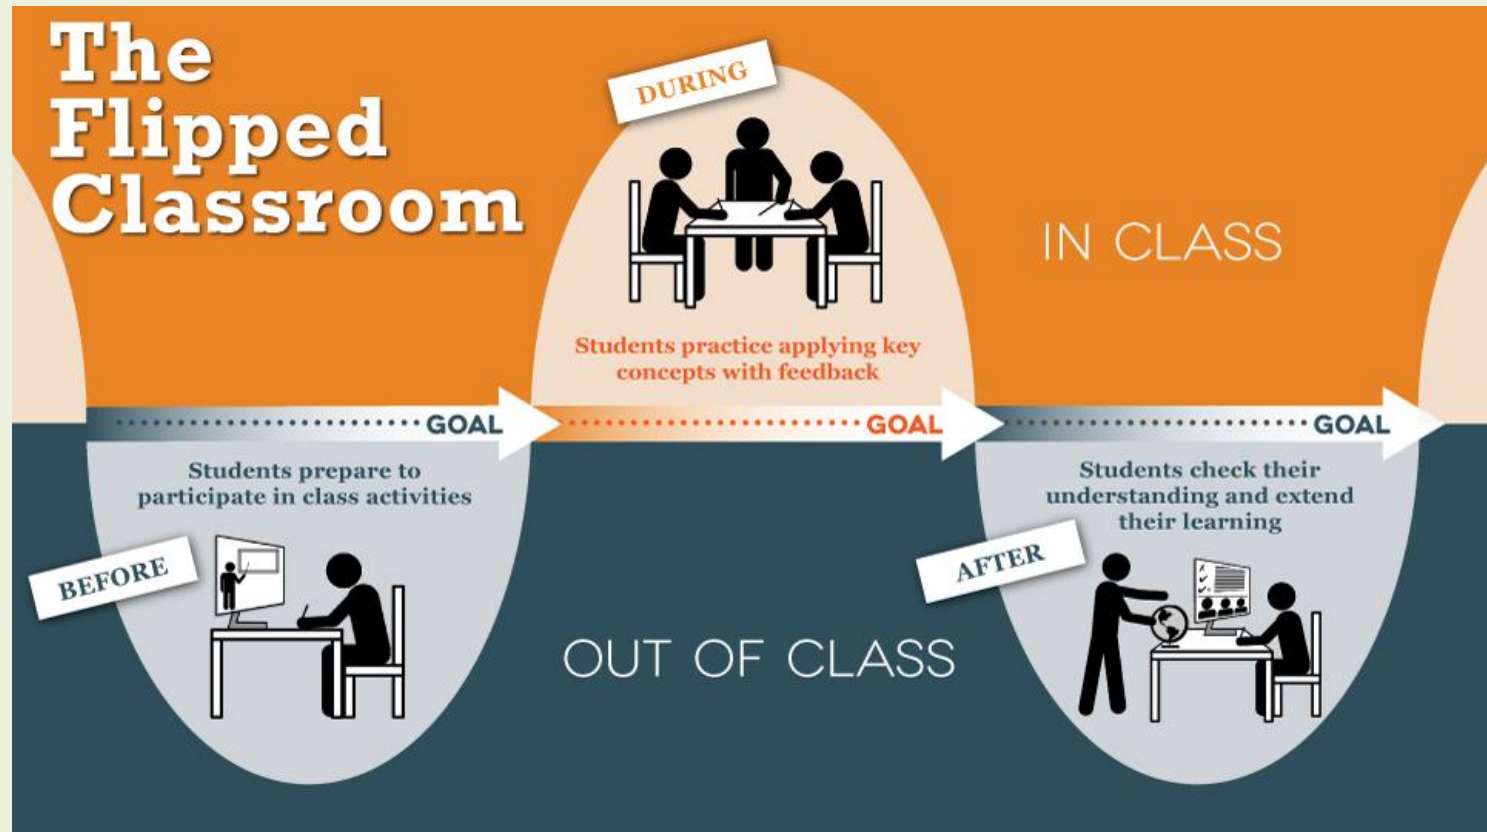 The
Flipped
Classroom
DURING
IN CLASS
Students practice applying key
concepts with feedback
GOAL
GOAL
GOAL
Students prepare to
participate in class activities
BEFORE
OUT OF CLASS
Students check their
understanding and extend
their learning
AFTER